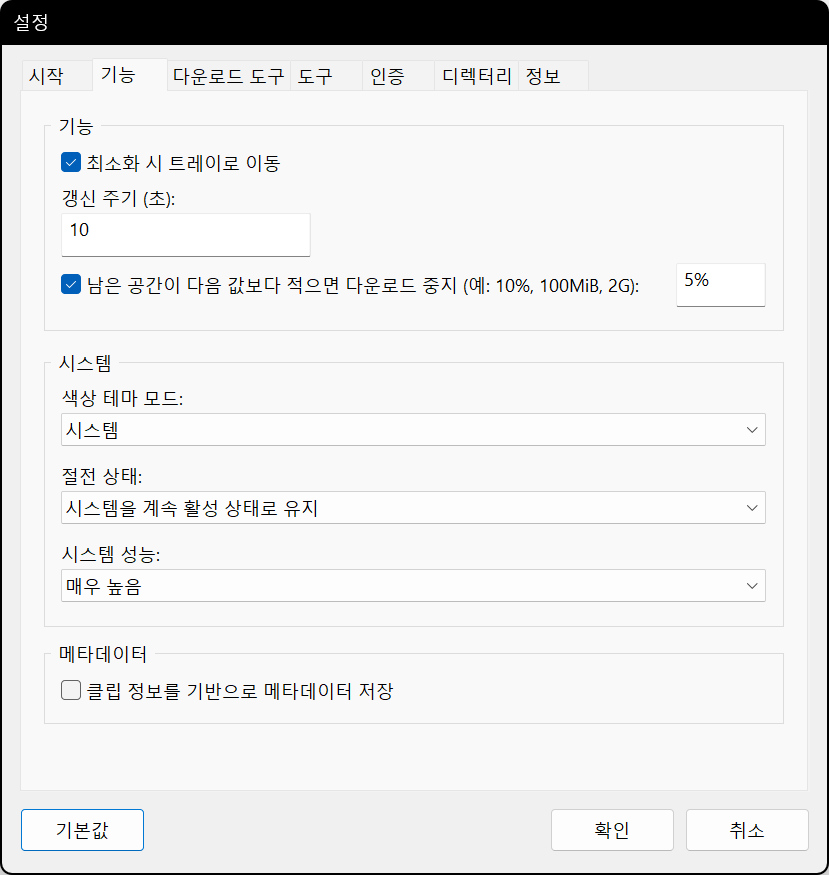 설정
시작 기능 다운로드 도구 도구 인증 디렉터리 정보
기능
최소화 시 트레이로 이동
갱신 주기 (초):
10
남은 공간이 다음 값보다 적으면 다운로드 중지 (예: 10%, 100MiB, 2G): 5%
시스템
색상 테마 모드:
시스템
절전 상태:
시스템을 계속 활성 상태로 유지
시스템 성능:
매우 높음
메타데이터
클립 정보를 기반으로 메타데이터 저장
기본값 확인 취소